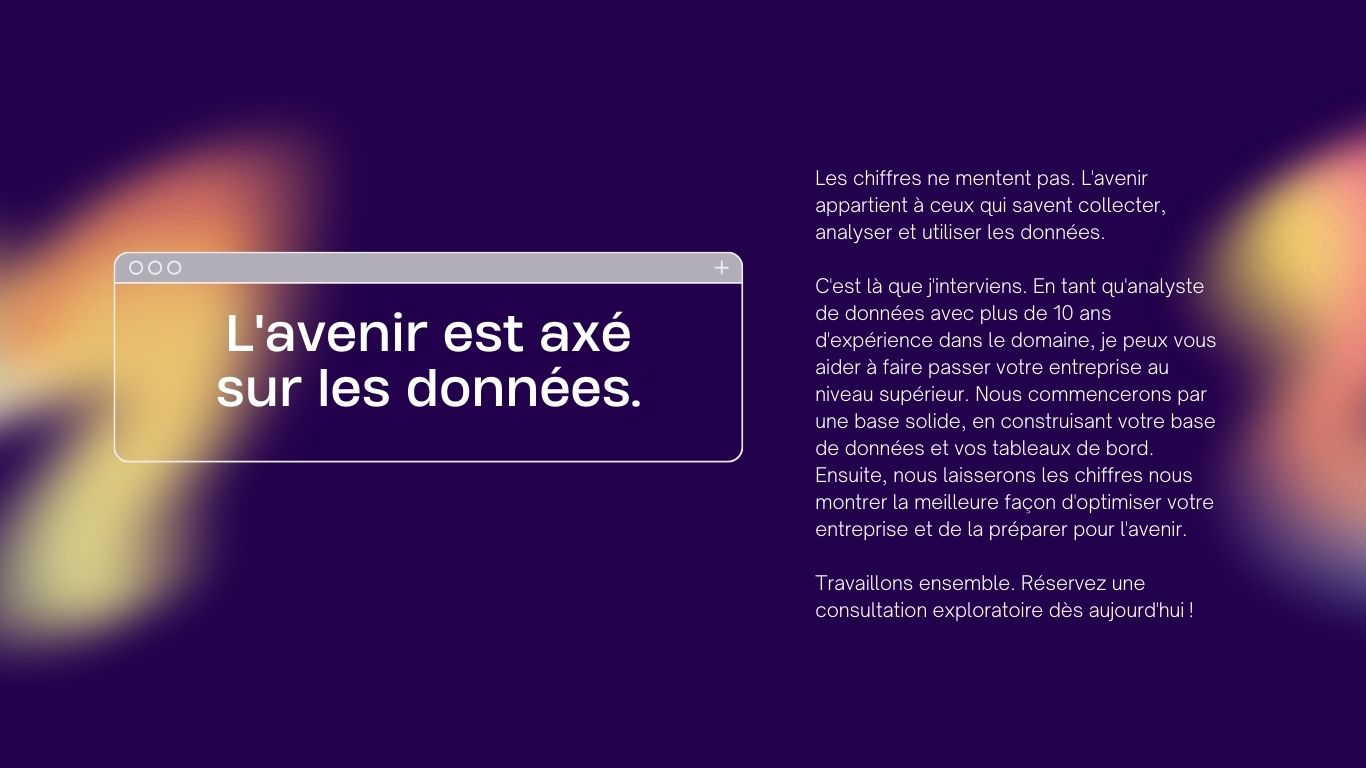 L'avenir est axé
sur les données.
Les chiffres ne mentent pas. L'avenir
appartient à ceux qui savent collecter,
analyser et utiliser les données.
C'est là que j'interviens. En tant qu'analyste
de données avec plus de 10 ans
d'expérience dans le domaine, je peux vous
aider à faire passer votre entreprise au
niveau supérieur. Nous commencerons par
une base solide, en construisant votre base
de données et vos tableaux de bord.
Ensuite, nous laisserons les chiffres nous
montrer la meilleure façon d'optimiser votre
entreprise et de la préparer pour l'avenir.
Travaillons ensemble. Réservez une
consultation exploratoire dès aujourd'hui !